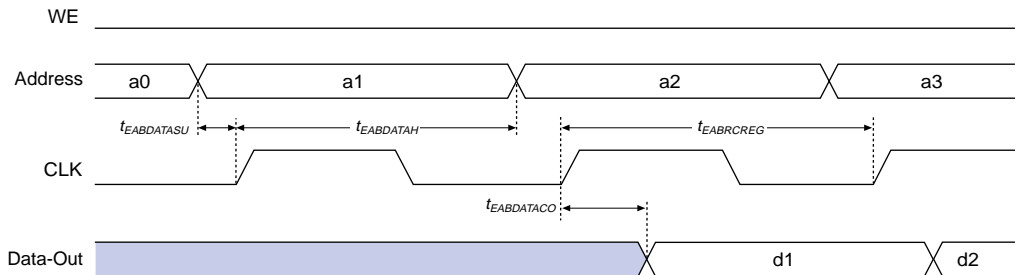 WE
Address
a0
a1
a2
a3
tEABDATASU
tEABDATAH
tEABRCREG
CLK
tEABDATACO
Data-Out
d1
d2